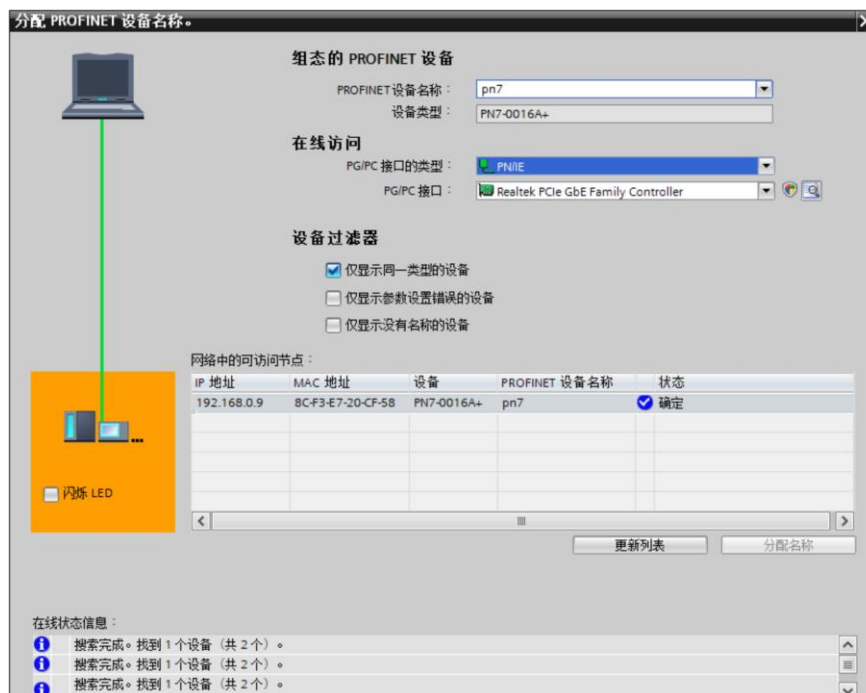 分配 PROFINET 设备名称。
组态的 PROFINET 设备
PROFINET设备名称： pn7
设备类型： PN7-0016A+
在线访问
PG/PC 接口的类型： PN/IE
PG/PC 接口： Realtek PCIe GbE Family Controller
设备过滤器
仅显示同一类型的设备
仅显示参数设置错误的设备
仅显示没有名称的设备
网络中的可访问节点：
IP 地址 MAC 地址 设备 PROFINET 设备名称 状态
192.168.0.9 8C-F3-E7-20-CF-58 PN7-0016A+ pn7 确定
闪烁 LED
更新列表 分配名称
在线状态信息：
搜索完成。找到 1 个设备（共 2 个）。
搜索完成。找到 1 个设备（共 2 个）。
搜索完成。找到 1 个设备（共 2 个）。